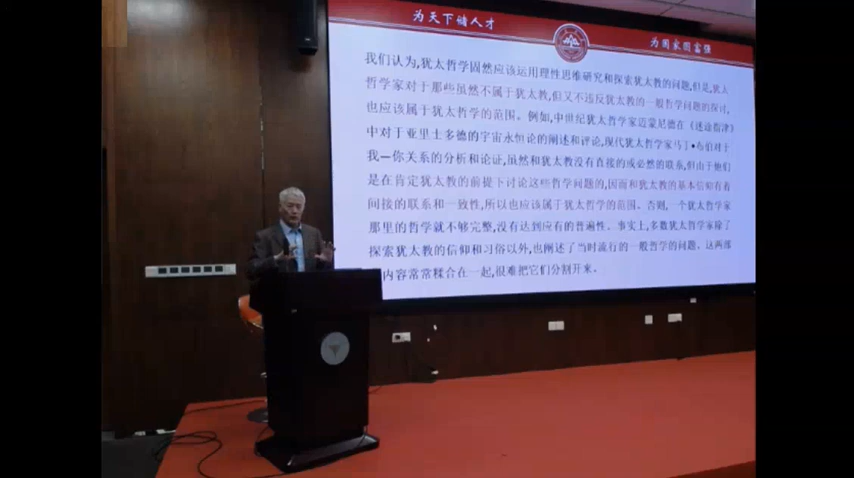 为天下储人才
为国家图富强
我们认为,犹太哲学固然应该运用理性思维研究和探索犹太教的问题,但是,犹太
哲学家对于那些虽然不属于犹太教,但又不违反犹太教的一般哲学问题的探讨,
也应该属于犹太哲学的范围。例如,中世纪犹太哲学家迈蒙尼德在《迷途指津》
中对于亚里士多德的宇宙永恒论的阐述和评论,现代犹太哲学家马丁•布伯对于
我—你关系的分析和论证,虽然和犹太教没有直接的或必然的联系,但由于他们
是在肯定犹太教的前提下讨论这些哲学问题的,因而和犹太教的基本信仰有着
间接的联系和一致性,所以也应该属于犹太哲学的范围。否则,一个犹太哲学家
那里的哲学就不够完整,没有达到应有的普遍性。事实上,多数犹太哲学家除了
探索犹太教的信仰和习俗以外,也阐述了当时流行的一般哲学的问题。这两部
内容常常糅合在一起,很难把它们分割开来。